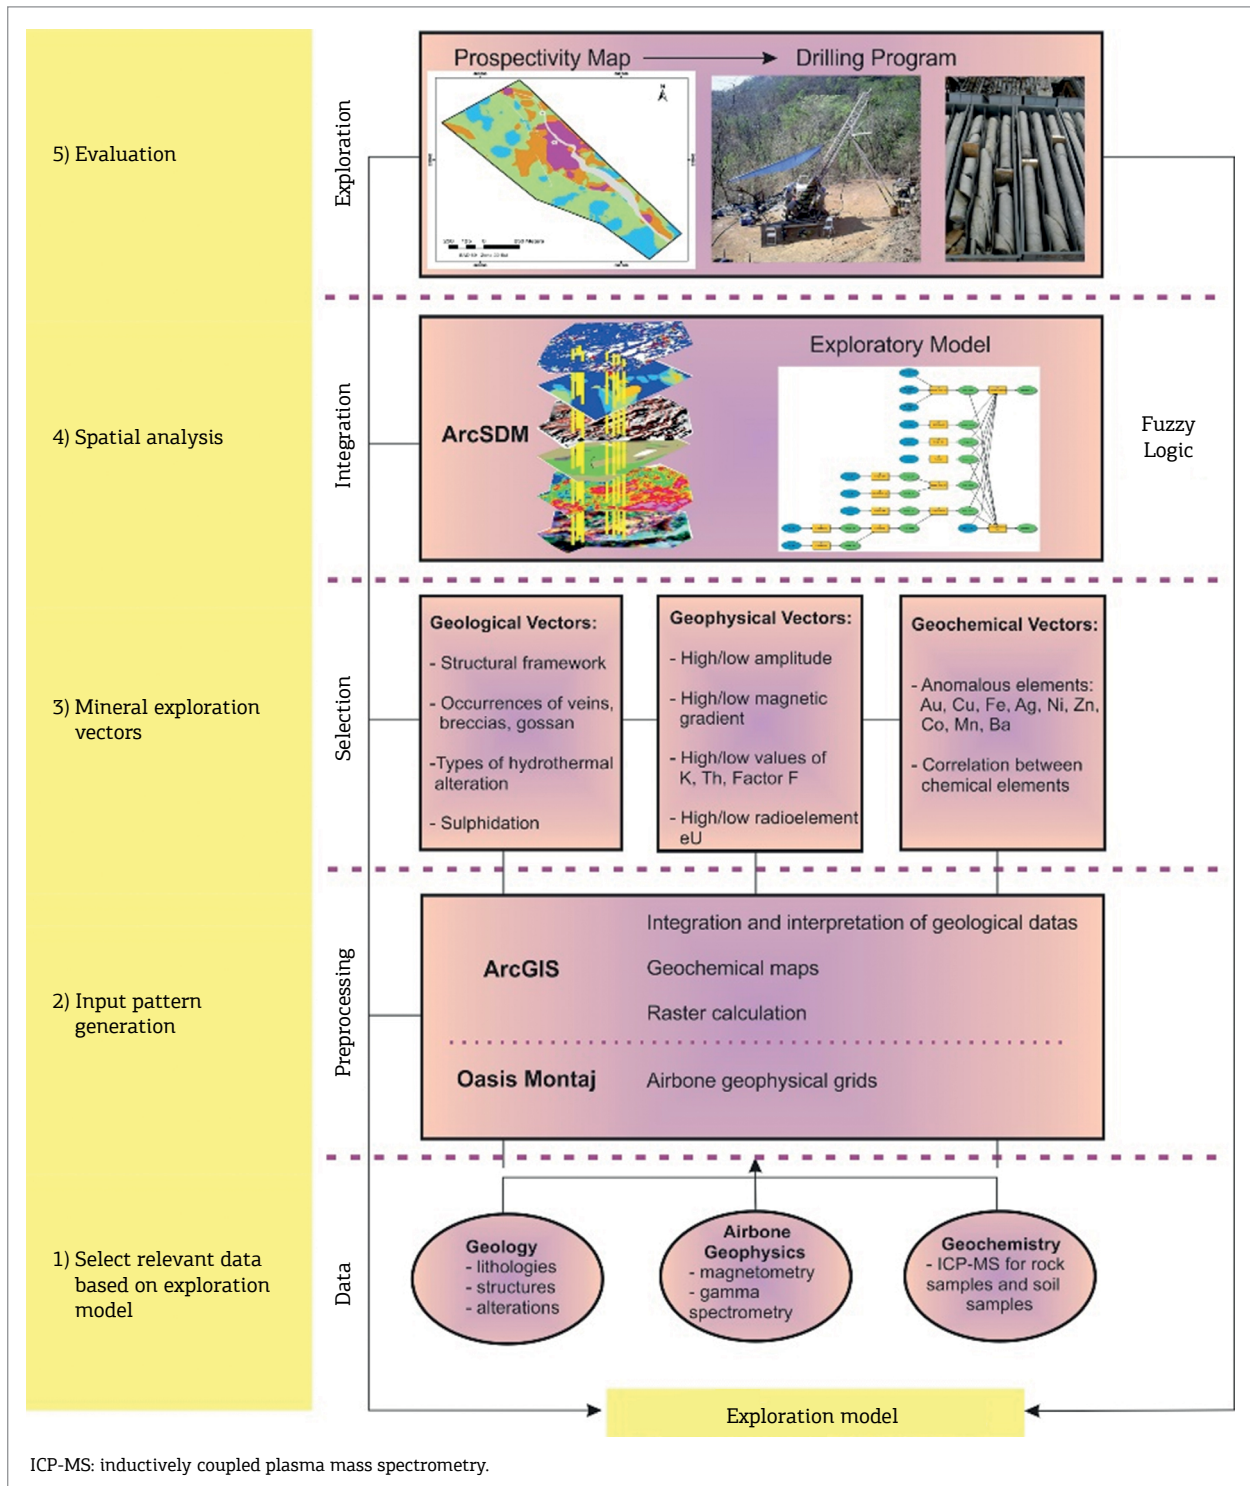 5) Evaluation
Exploration
Prospectivity Map
Drilling Program
N
4) Spatial analysis
Integration
ArcSDM
Exploratory Model
Fuzzy
Logic
3) Mineral exploration
vectors
Selection
Geological Vectors:
- Structural framework
- Occurrences of veins,
breccias, gossan
-Types of hydrothermal
alteration
- Sulphidation
Geophysical Vectors:
- High/low amplitude
- High/low magnetic
gradient
- High/low values of
K, Th, Factor F
- High/low radioelement
eU
Geochemical Vectors:
- Anomalous elements:
Au, Cu, Fe, Ag, Ni, Zn,
Co, Mn, Ba
- Correlation between
chemical elements
2) Input pattern
generation
Preprocessing
ArcGIS
Integration and interpretation of geological datas
Geochemical maps
Raster calculation
Oasis Montaj
Airbone geophysical grids
1) Select relevant data
based on exploration
model
Data
Geology
- lithologies
- structures
- alterations
Airbone
Geophysics
- magnetometry
- gamma
spectrometry
Geochemistry
- ICP-MS for rock
samples and soil
samples
Exploration model
ICP-MS: inductively coupled plasma mass spectrometry.